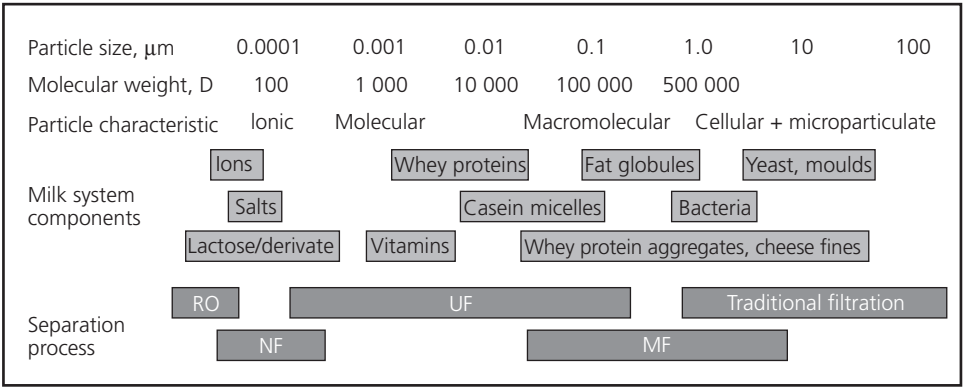 Particle size, μm 0.0001 0.001 0.01 0.1 1.0 10 100
Molecular weight, D 100 1 000 10 000 100 000 500 000
Particle characteristic Ionic Molecular Macromolecular Cellular + microparticulate
Ions Whey proteins Fat globules Yeast, moulds
Milk system
components
Salts Casein micelles Bacteria
Lactose/derivate Vitamins Whey protein aggregates, cheese fines
RO UF Traditional filtration
Separation
process
NF MF